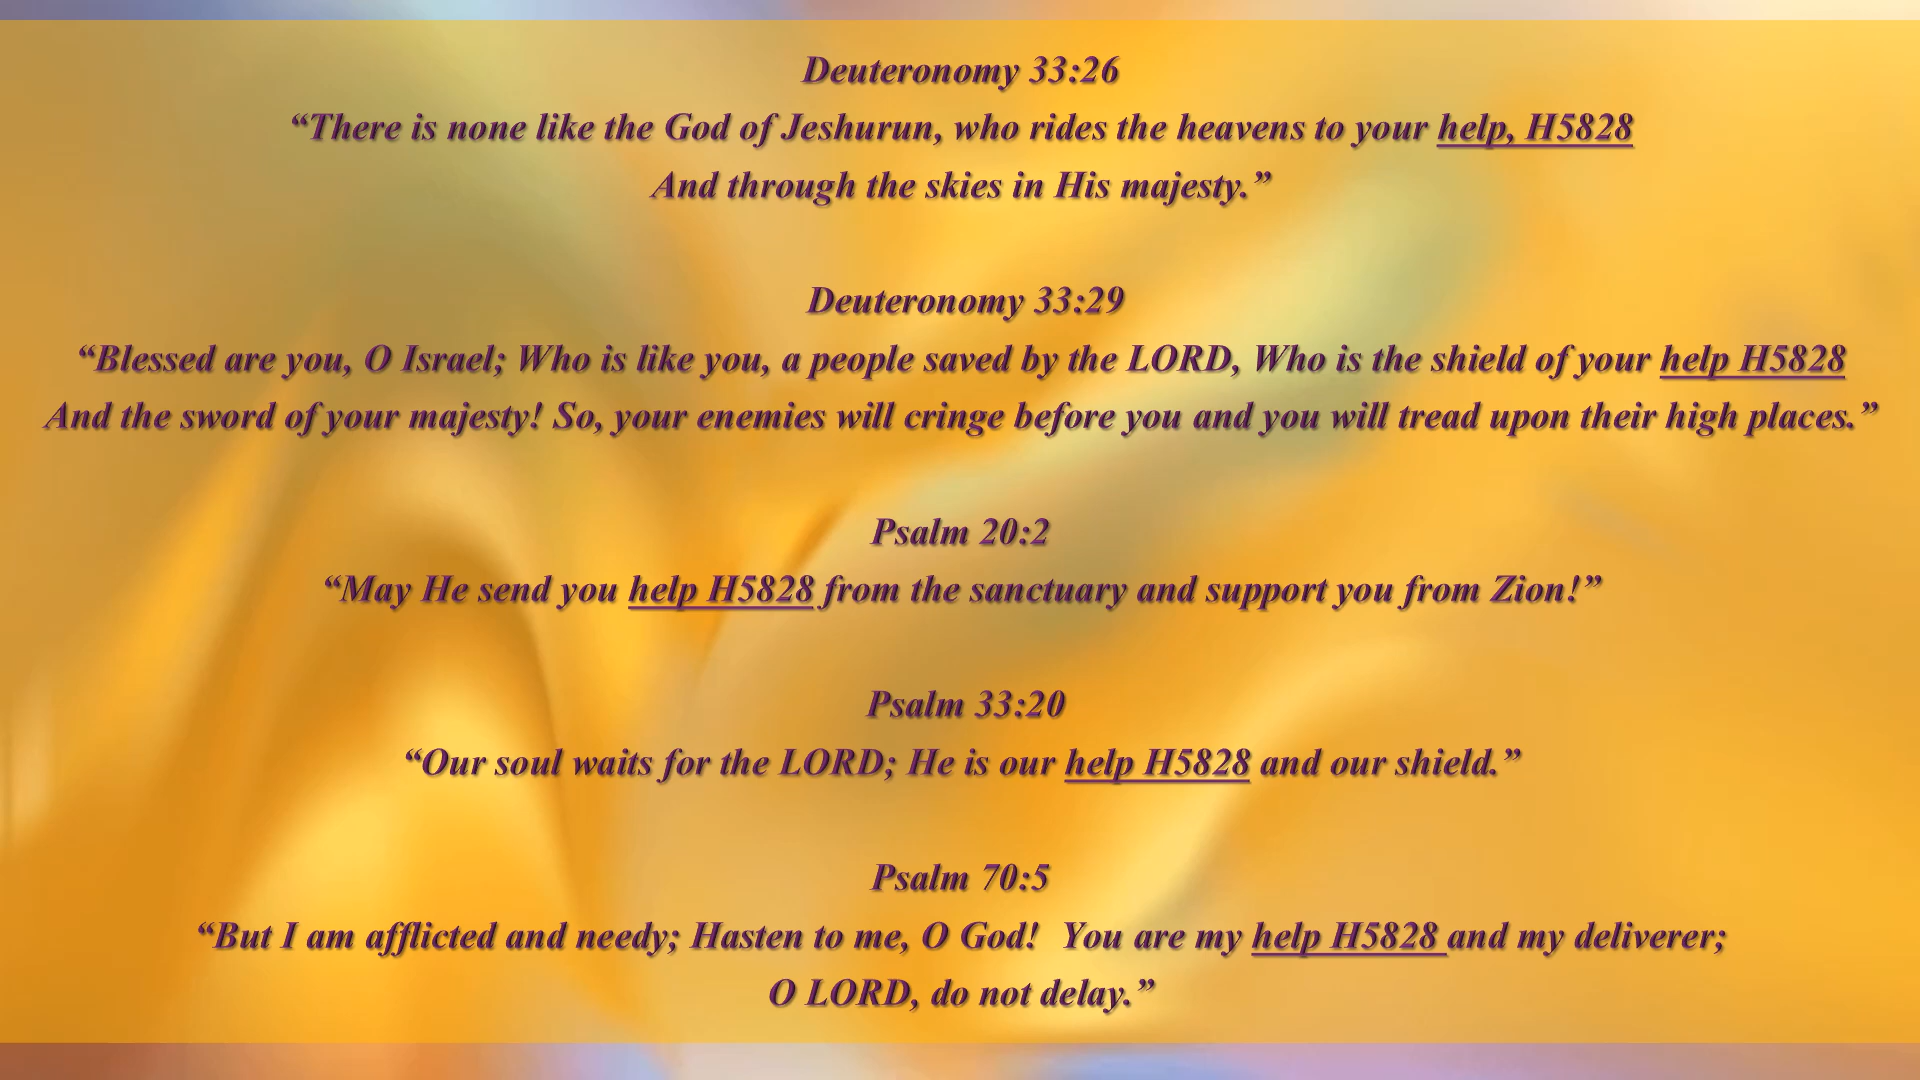 Deuteronomy 33:26
“There is none like the God of Jeshurun, who rides the heavens to your help, H5828
And through the skies in His majesty.”
Deuteronomy 33:29
“Blessed are you, O Israel; Who is like you, a people saved by the LORD, Who is the shield of your help H5828
And the sword of your majesty! So, your enemies will cringe before you and you will tread upon their high places.”
Psalm 20:2
“May He send you help H5828 from the sanctuary and support you from Zion!”
Psalm 33:20
“Our soul waits for the LORD; He is our help H5828 and our shield.”
Psalm 70:5
“But I am afflicted and needy; Hasten to me, O God!  You are my help H5828 and my deliverer;
O LORD, do not delay.”